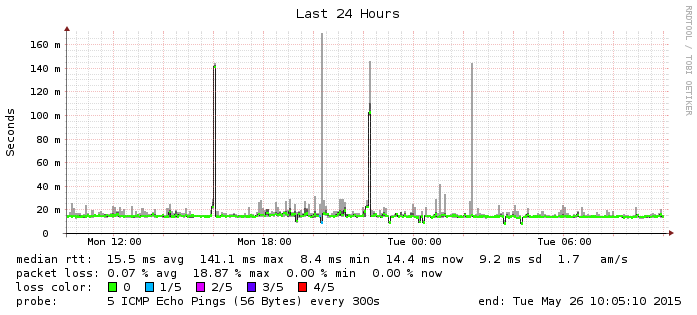 Last 24 Hours
RRDTOOL / TOBI OETIKER
Seconds
160 m
140 m
120 m
100 m
80 m
60 m
40 m
20 m
0
Mon 12:00 Mon 18:00 Tue 00:00 Tue 06:00
median rtt: 15.5 ms avg 141.1 ms max 8.4 ms min 14.4 ms now 9.2 ms sd 1.7 am/s
packet loss: 0.07 % avg 18.87 % max 0.00 % min 0.00 % now
loss color: 0 1/5 2/5 3/5 4/5
probe: 5 ICMP Echo Pings (56 Bytes) every 300s end: Tue May 26 10:05:10 2015